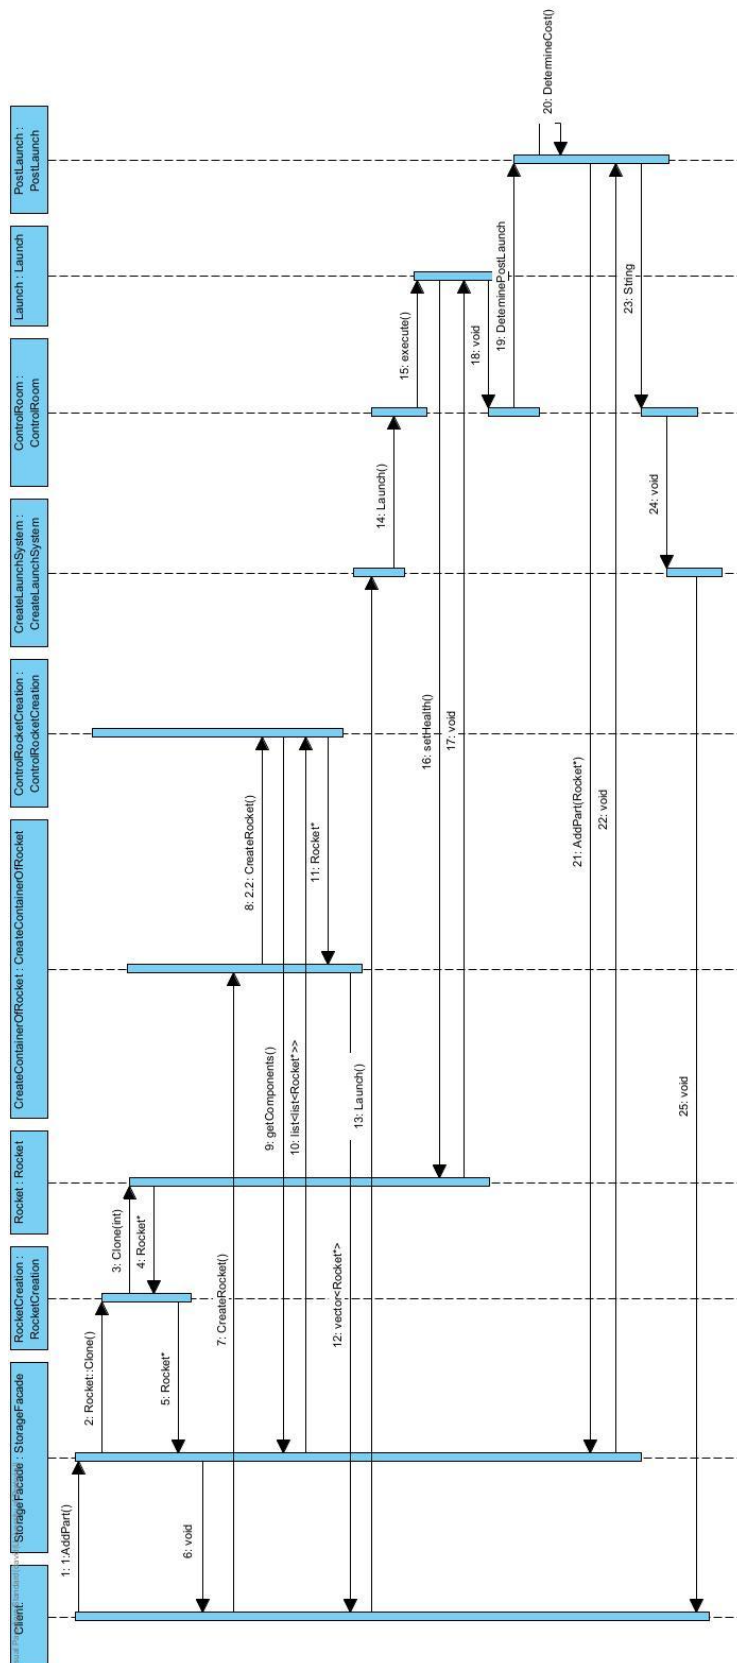 Client
StorageFacade : StorageFacade
RocketCreation :
RocketCreation
Rocket : Rocket
CreateContainerOfRocket : CreateContainerOfRocket
ControlRocketCreation :
ControlRocketCreation
CreateLaunchSystem :
CreateLaunchSystem
ControlRoom :
ControlRoom
Launch : Launch
PostLaunch :
PostLaunch
1: 1:AddPart()
2: Rocket::Clone()
3: Clone(int)
4: Rocket*
5: Rocket*
6: void
7: CreateRocket()
8: 2.2: CreateRocket()
9: getComponents()
10: list<list<Rocket*>>
11: Rocket*
12: vector<Rocket*>
13: Launch()
14: Launch()
15: execute()
16: setHealth()
17: void
18: void
19: DeterminePostLaunch
20: DetermineCost()
21: AddPart(Rocket*)
22: void
23: String
24: void
25: void